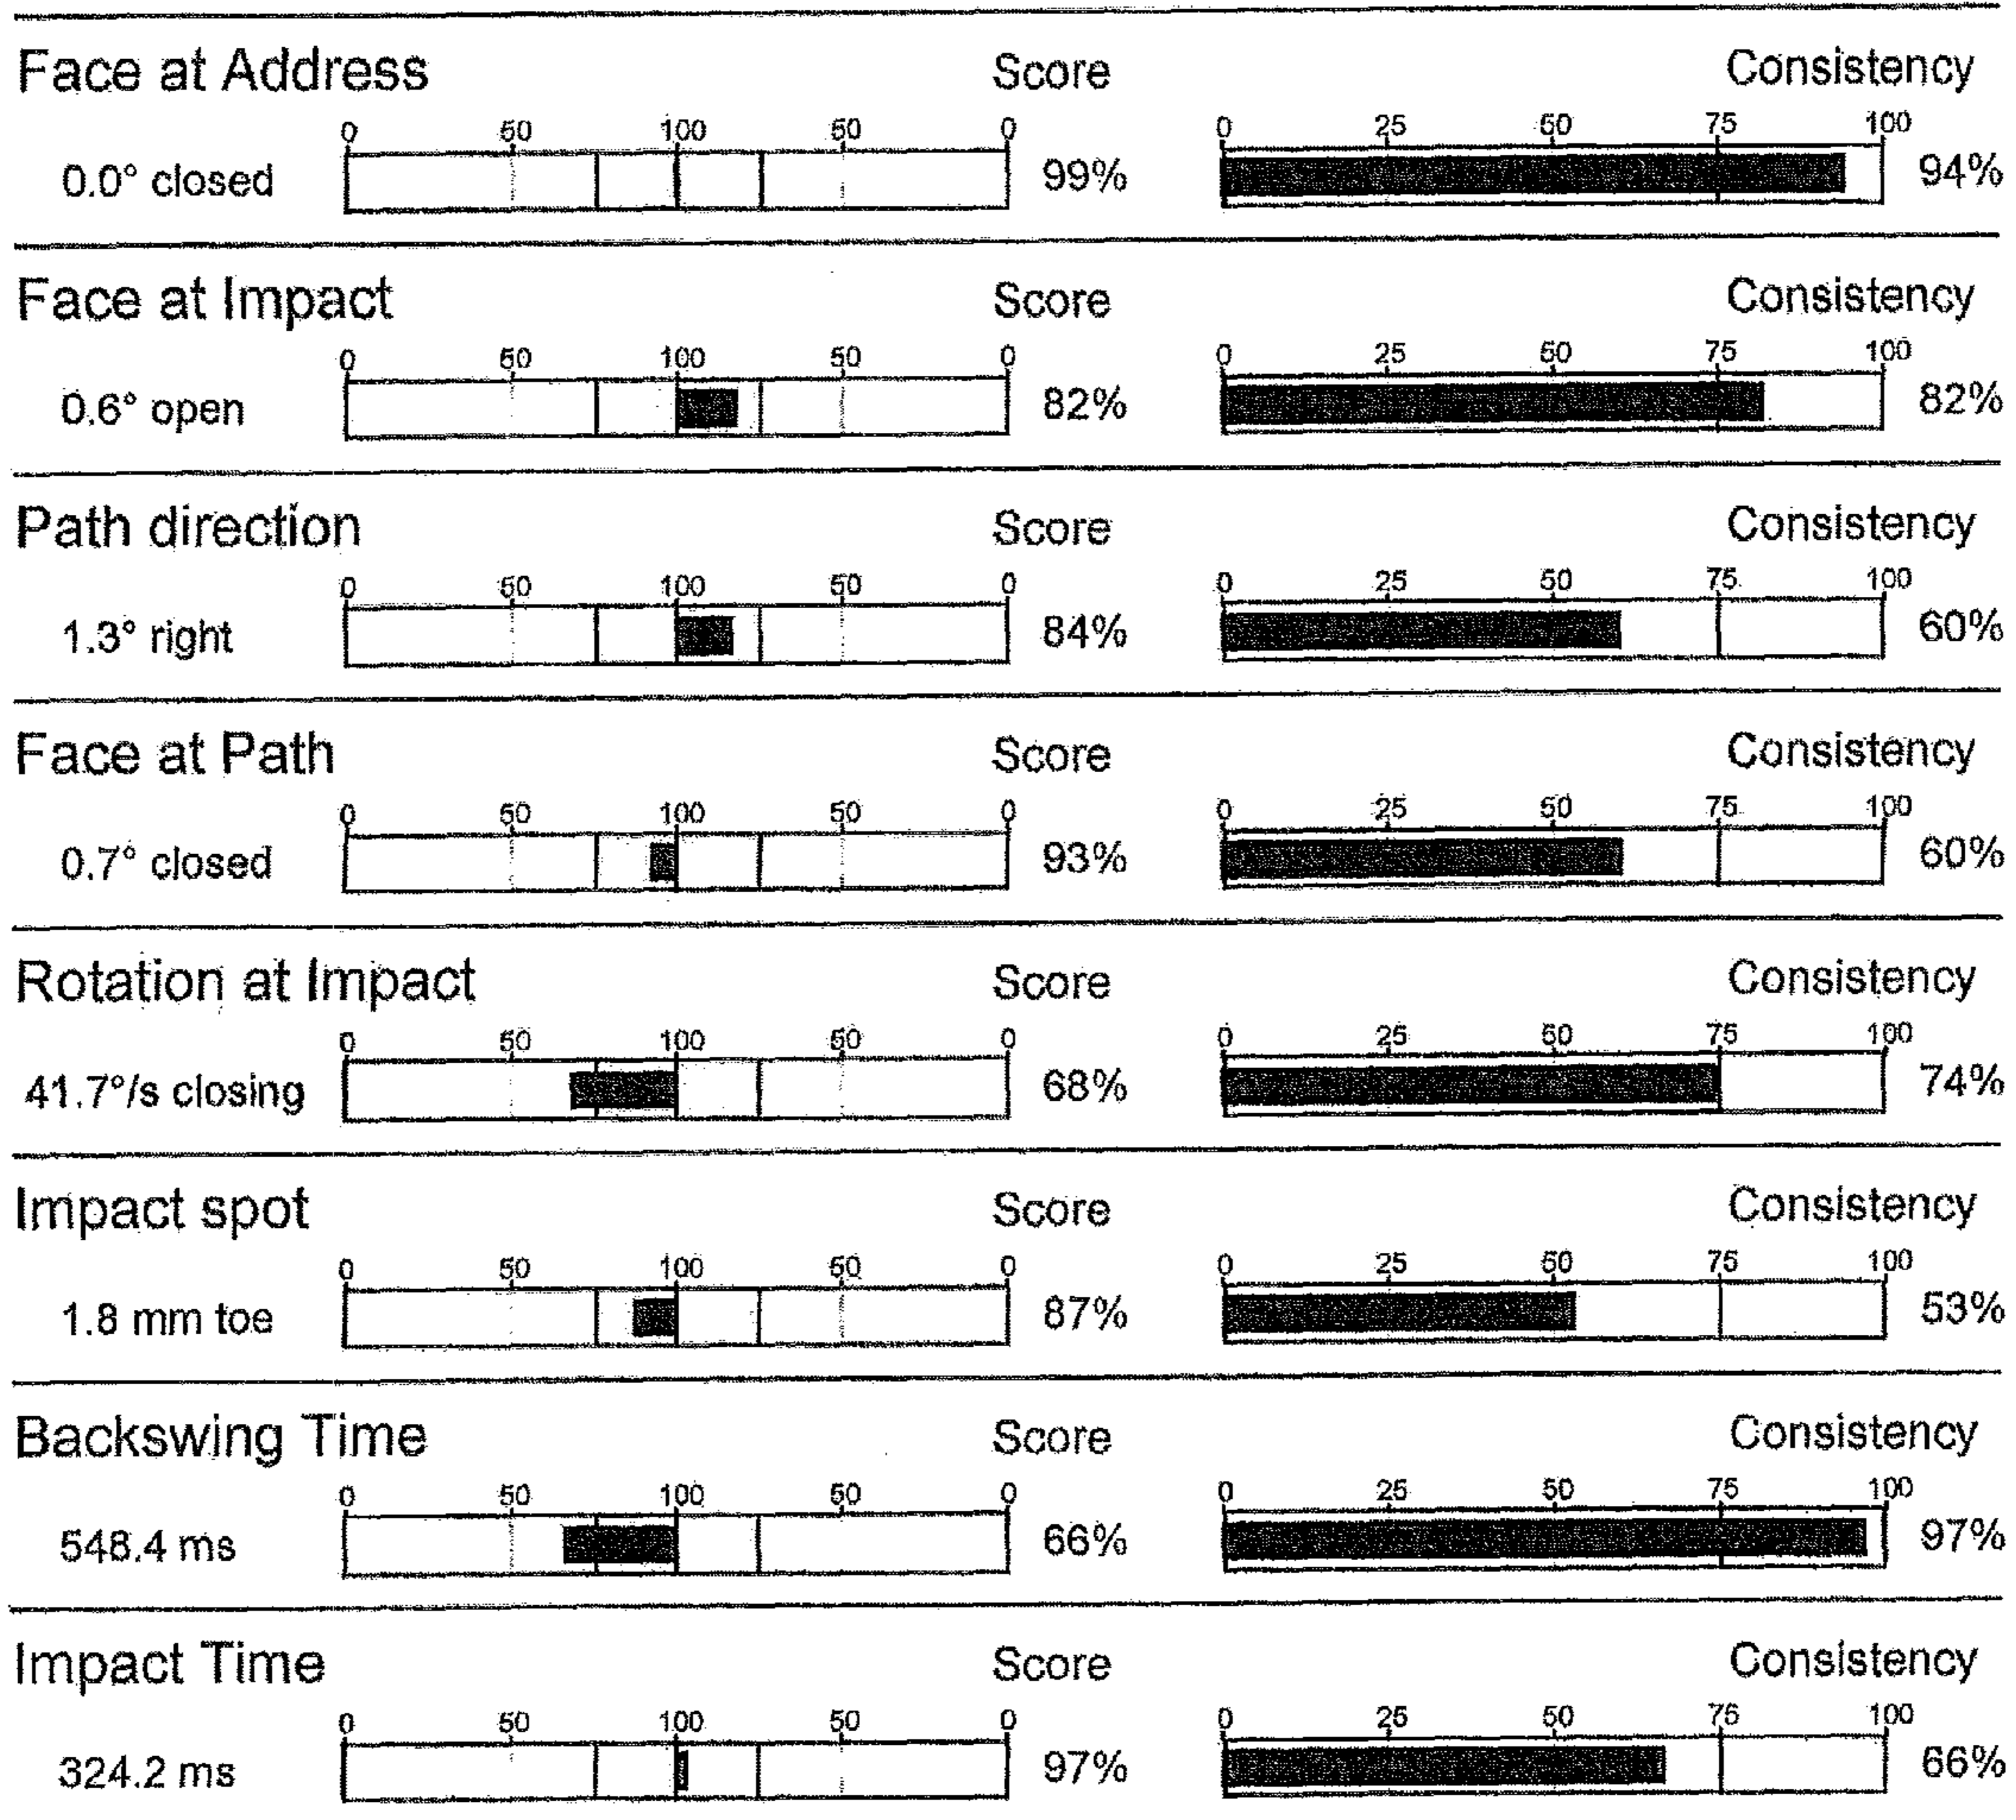 Face at Address Score Consistency
0 50 100 50 0 0 25 50 75 100
0.0° closed 99% 94%
Face at Impact Score Consistency
0 50 100 50 0 0 25 50 75 100
0.6° open 82% 82%
Path direction Score Consistency
0 50 100 50 0 0 25 50 75 100
1.3° right 84% 60%
Face at Path Score Consistency
0 50 100 50 0 0 25 50 75 100
0.7° closed 93% 60%
Rotation at Impact Score Consistency
0 50 100 50 0 0 25 50 75 100
41.7°/s closing 68% 74%
Impact spot Score Consistency
0 50 100 50 0 0 25 50 75 100
1.8 mm toe 87% 53%
Backswing Time Score Consistency
0 50 100 50 0 0 25 50 75 100
548.4 ms 66% 97%
Impact Time Score Consistency
0 50 100 50 0 0 25 50 75 100
324.2 ms 97% 66%